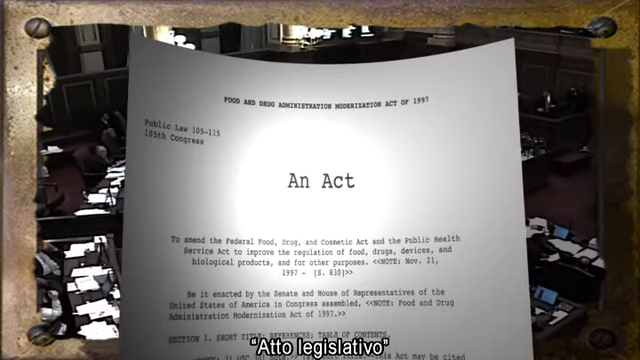 FOOD AND DRUG ADMINISTRATION MODERNIZATION ACT OF 1997
Public Law 105-115
105th Congress
An Act
To amend the Federal Food, Drug, and Cosmetic Act and the Public Health
Service Act to improve the regulation of food, drugs, devices, and
biological products, and for other purposes. <<NOTE: Nov. 21,
1997 - [S. 830]>>
Be it enacted by the Senate and House of Representatives of the
United States of America in Congress assembled, <<NOTE: Food and Drug
Administration Modernization Act of 1997.>>
SECTION 1. SHORT TITLE; REFERENCES; TABLE OF CONTENTS.
“Atto legislativo”
Act may be cited